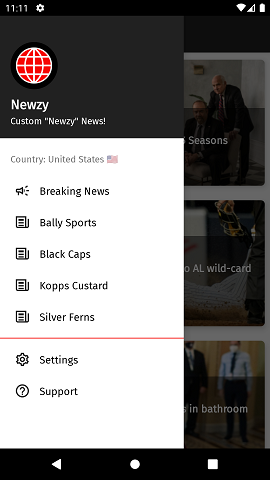 11:11
Newzy
Custom "Newzy" News!
Country: United States 🇺🇸
Breaking News
Bally Sports
Black Caps
Kopps Custard
Silver Ferns
Settings
Support
Seasons
o AL wild-card
in bathroom